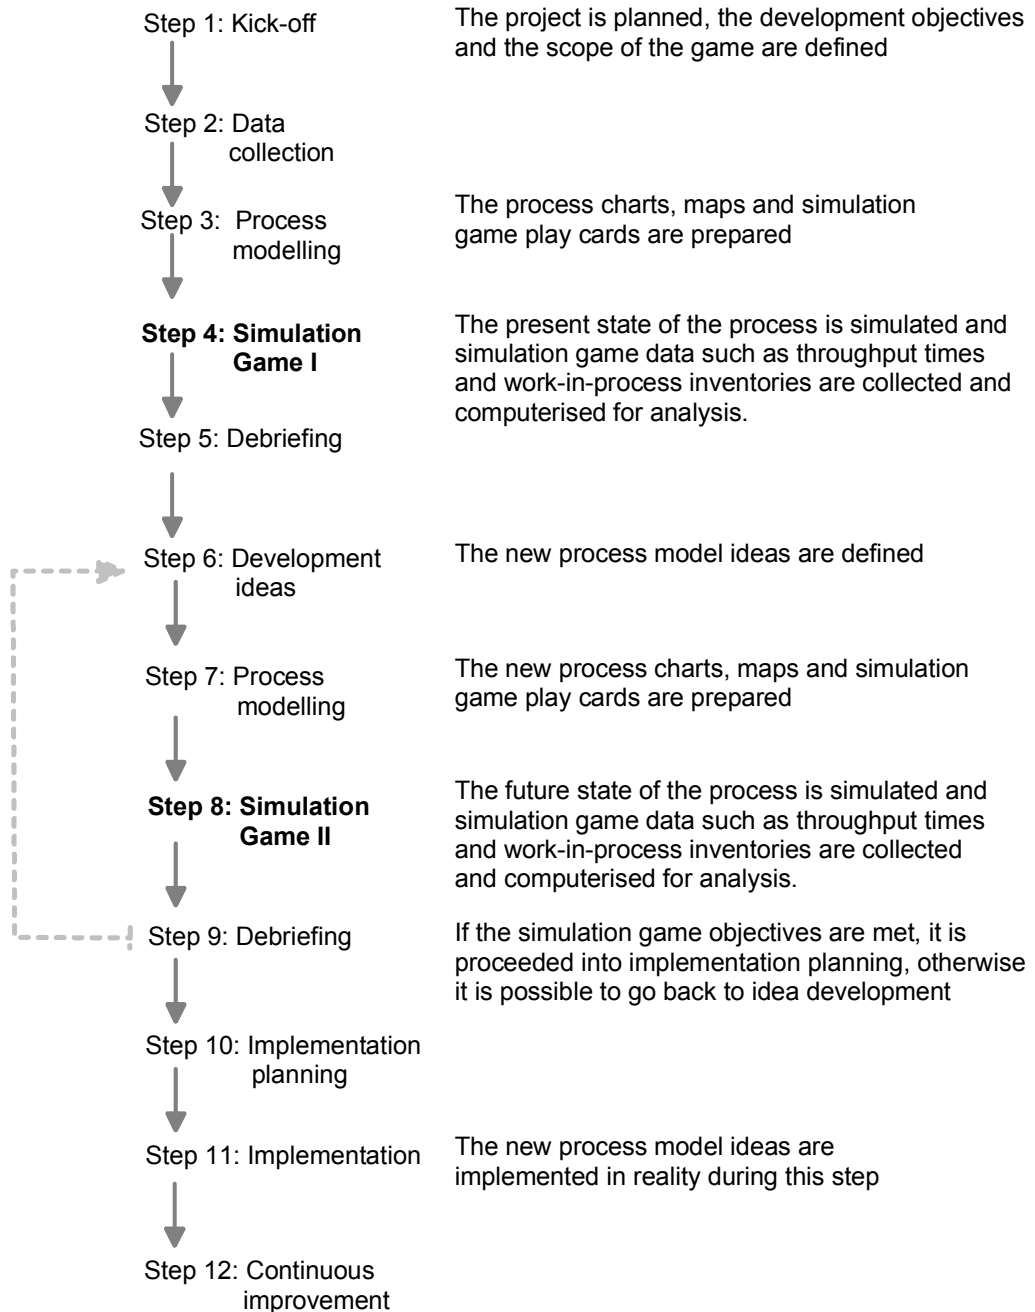 Step 1: Kick-off
The project is planned, the development objectives
and the scope of the game are defined
Step 2: Data
collection
Step 3: Process
modelling
The process charts, maps and simulation
game play cards are prepared
Step 4: Simulation
Game I
The present state of the process is simulated and
simulation game data such as throughput times
and work-in-process inventories are collected and
computerised for analysis.
Step 5: Debriefing
Step 6: Development
ideas
The new process model ideas are defined
Step 7: Process
modelling
The new process charts, maps and simulation
game play cards are prepared
Step 8: Simulation
Game II
The future state of the process is simulated and
simulation game data such as throughput times
and work-in-process inventories are collected
and computerised for analysis.
Step 9: Debriefing
If the simulation game objectives are met, it is
proceeded into implementation planning, otherwise
it is possible to go back to idea development
Step 10: Implementation
planning
Step 11: Implementation
The new process model ideas are
implemented in reality during this step
Step 12: Continuous
improvement